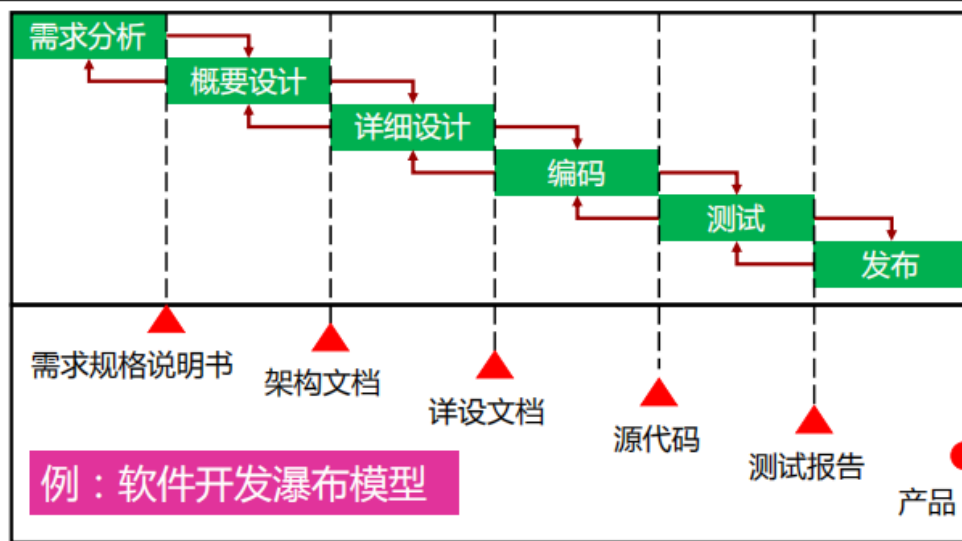 需求分析
概要设计
详细设计
编码
测试
发布
需求规格说明书
架构文档
详设文档
源代码
测试报告
产品
例：软件开发瀑布模型